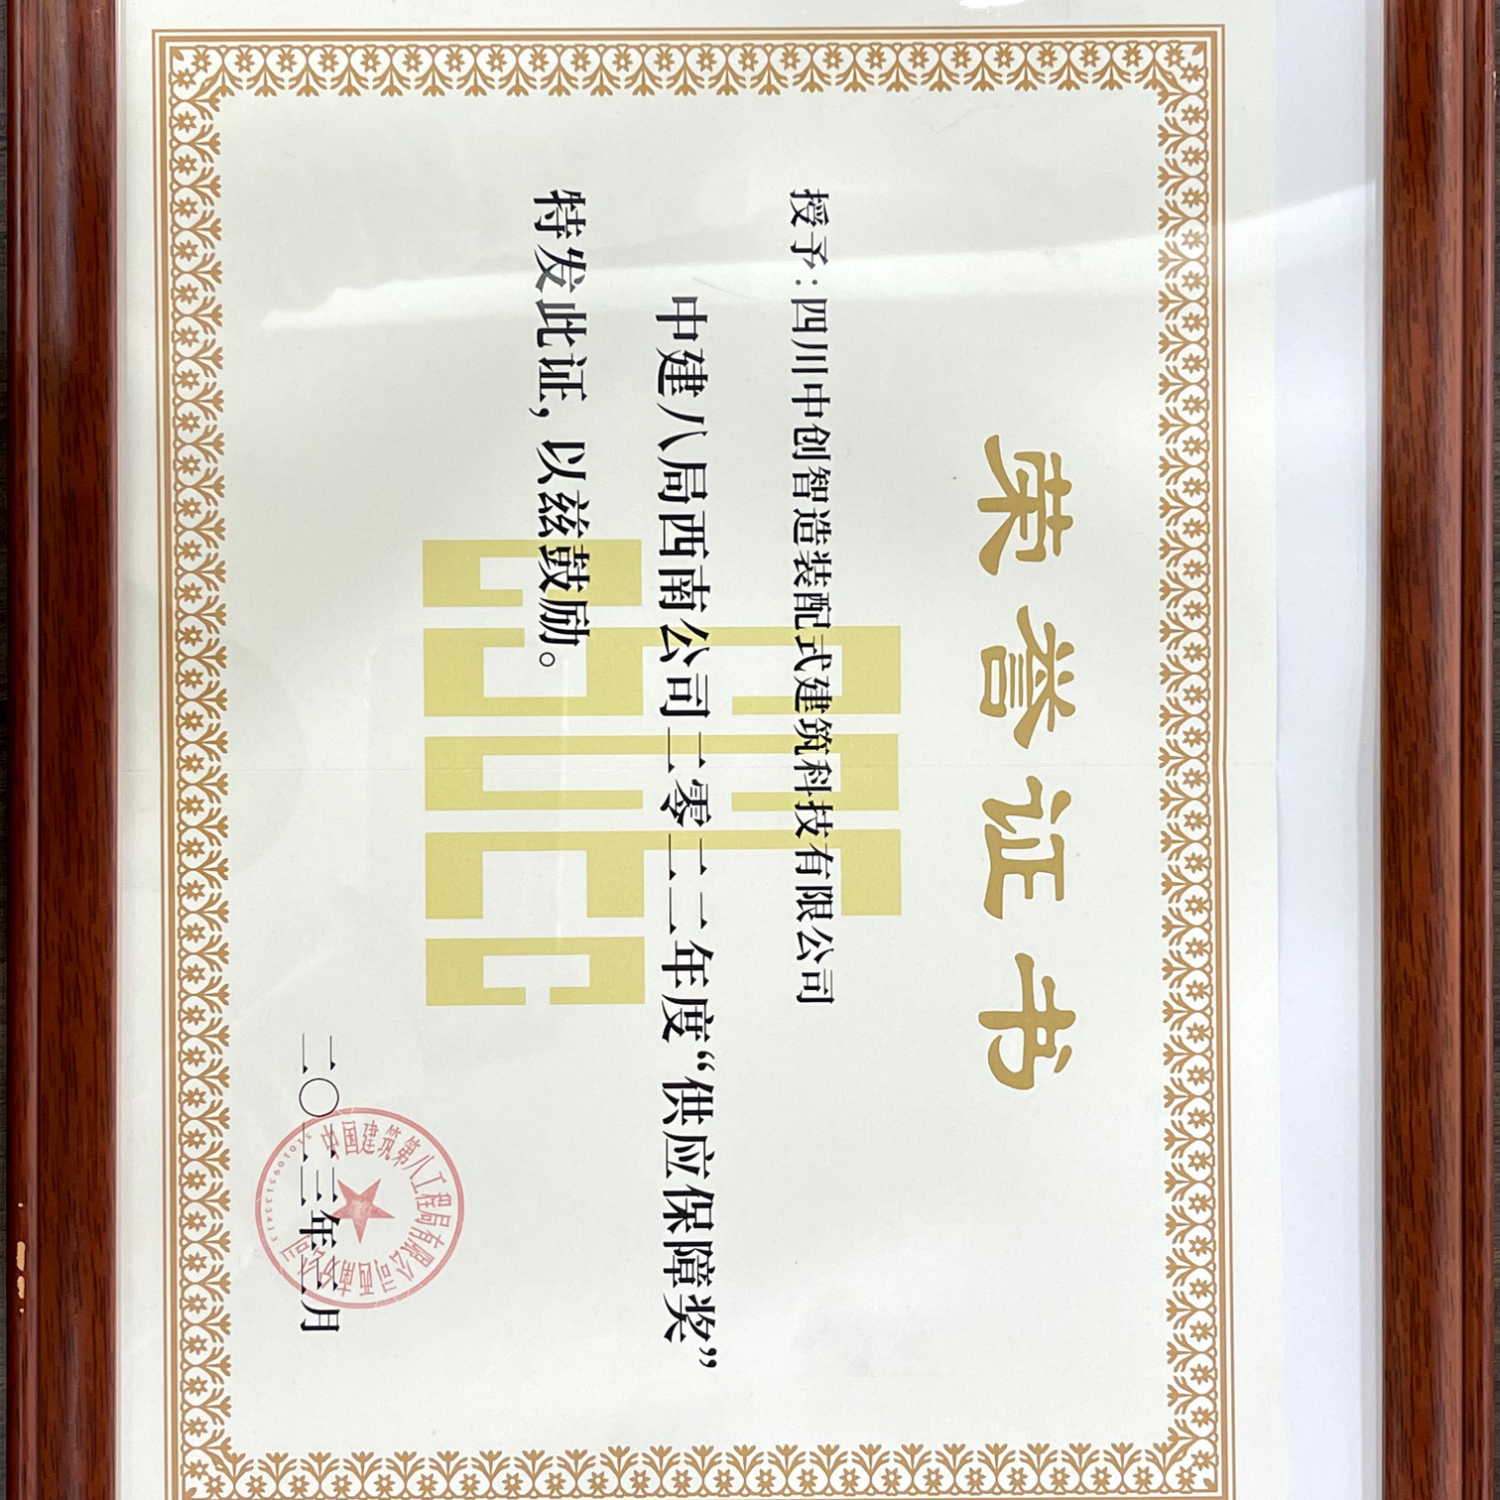 荣誉证书
授予：四川中创智造装配式建筑科技有限公司
中建八局西南公司二零二二年度“供应保障奖”
特发此证，以兹鼓励。
中国建筑第八工程局有限公司西南分公司
二〇二三年三月